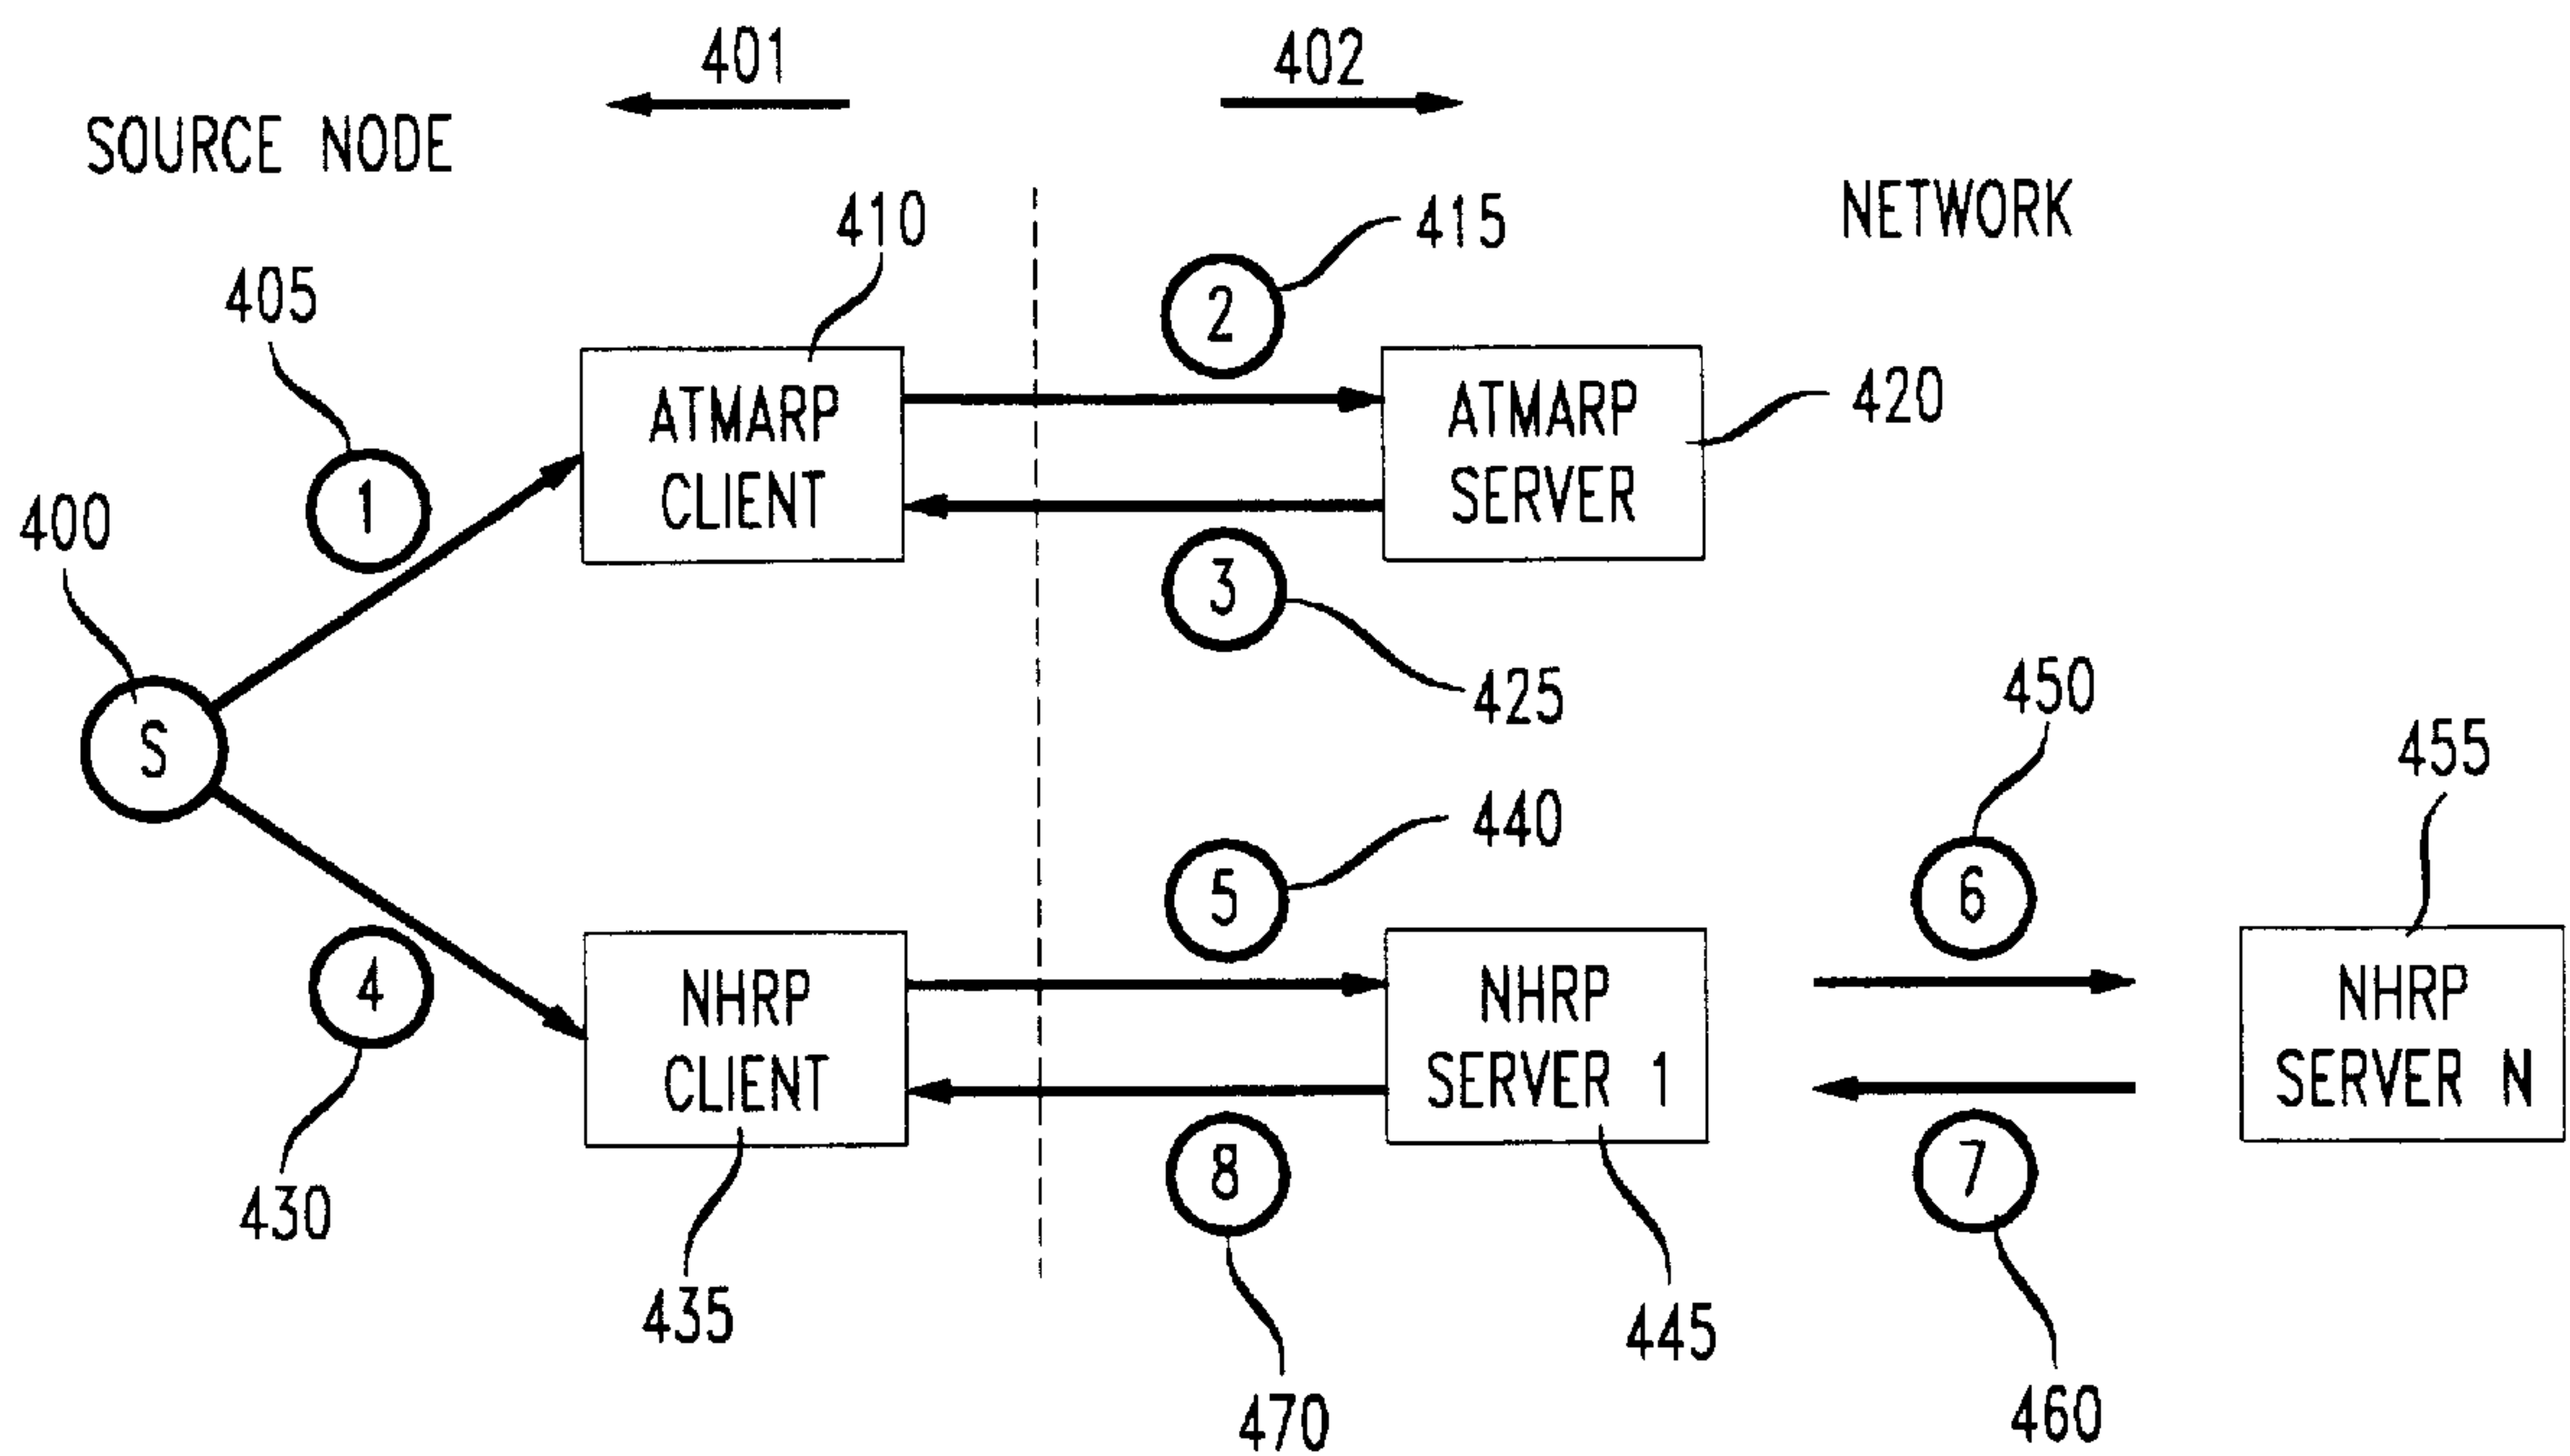 401
402
SOURCE NODE
NETWORK
410
415
405
2
ATMARP
CLIENT
ATMARP
SERVER
420
1
400
3
425
S
450
455
440
5
6
4
NHRP
CLIENT
NHRP
SERVER 1
NHRP
SERVER N
430
8
7
435
445
470
460